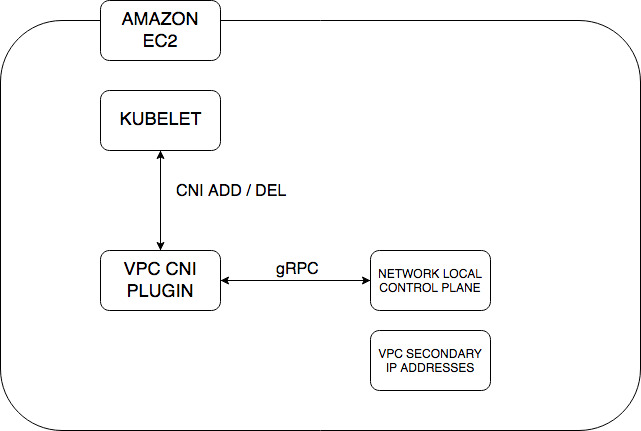 AMAZON
EC2
KUBELET
CNI ADD / DEL
VPC CNI
PLUGIN
gRPC
NETWORK LOCAL
CONTROL PLANE
VPC SECONDARY
IP ADDRESSES